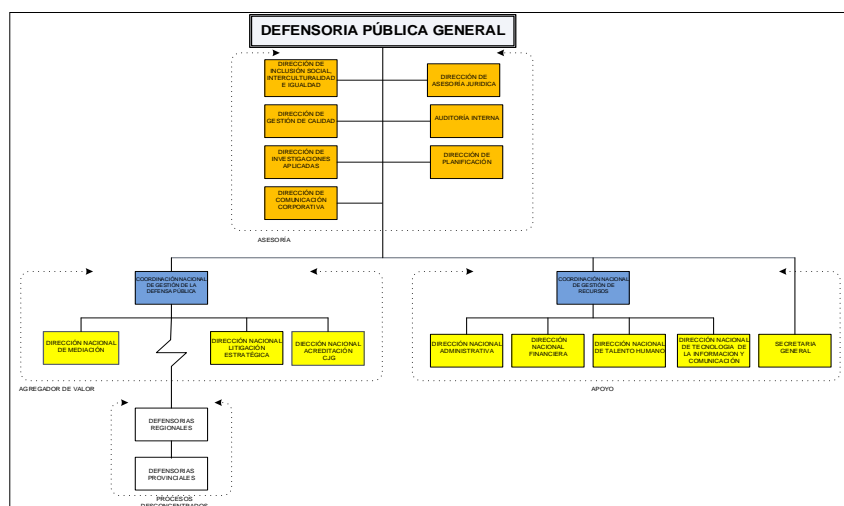 DEFENSORIA PÚBLICA GENERAL
DIRECCIÓN DE
INCLUSIÓN SOCIAL,
INTERCULTURALIDAD
E IGUALDAD
DIRECCIÓN DE
ASESORÍA JURIDICA
DIRECCIÓN DE
GESTIÓN DE CALIDAD
AUDITORÍA INTERNA
DIRECCIÓN DE
INVESTIGACIONES
APLICADAS
DIRECCIÓN DE
PLANIFICACIÓN
DIRECCIÓN DE
COMUNICACIÓN
CORPORATIVA
ASESORÍA
COORDINACIÓN NACIONAL
DE GESTIÓN DE LA
DEFENSA PÚBLICA
COORDINACIÓN NACIONAL
DE GESTIÓN DE
RECURSOS
DIRECCIÓN NACIONAL
DE MEDIACIÓN
DIRECCIÓN NACIONAL
LITIGACIÓN
ESTRATÉGICA
DIECCIÓN NACIONAL
ACREDITACIÓN
CJG
DIRECCIÓN NACIONAL
ADMINISTRATIVA
DIRECCIÓN
NACIONAL
FINANCIERA
DIRECCIÓN NACIONAL
DE TALENTO HUMANO
DIRECCIÓN NACIONAL
DE TECNOLOGIA DE
LA INFORMACION Y
COMUNICACIÓN
SECRETARIA
GENERAL
AGREGADOR DE VALOR
APOYO
DEFENSORIAS
REGIONALES
DEFENSORIAS
PROVINCIALES
PROCESOS
DESCONCENTRADOS